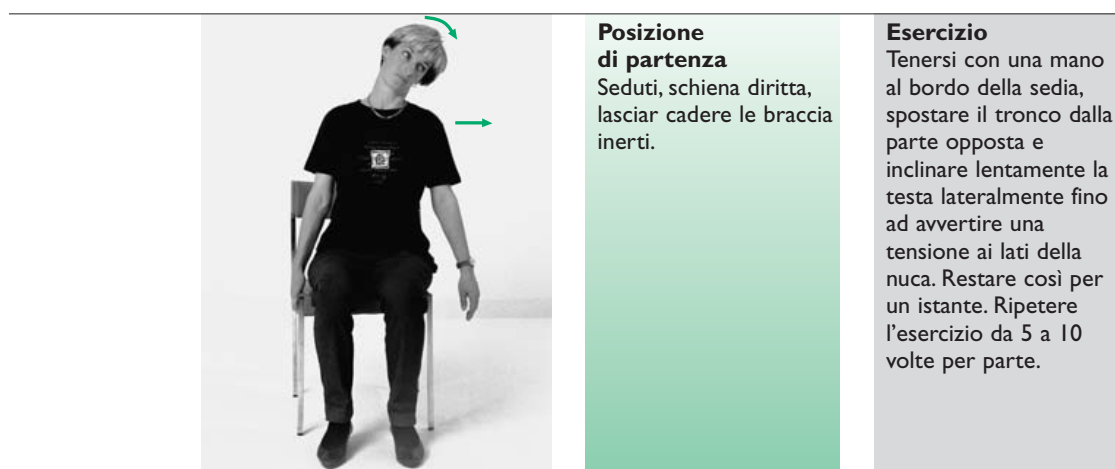 Posizione
di partenza
Seduti, schiena diritta,
lasciar cadere le braccia
inerti.
Esercizio
Tenersi con una mano
al bordo della sedia,
spostare il tronco dalla
parte opposta e
inclinare lentamente la
testa lateralmente fino
ad avvertire una
tensione ai lati della
nuca. Restare così per
un istante. Ripetere
l’esercizio da 5 a 10
volte per parte.